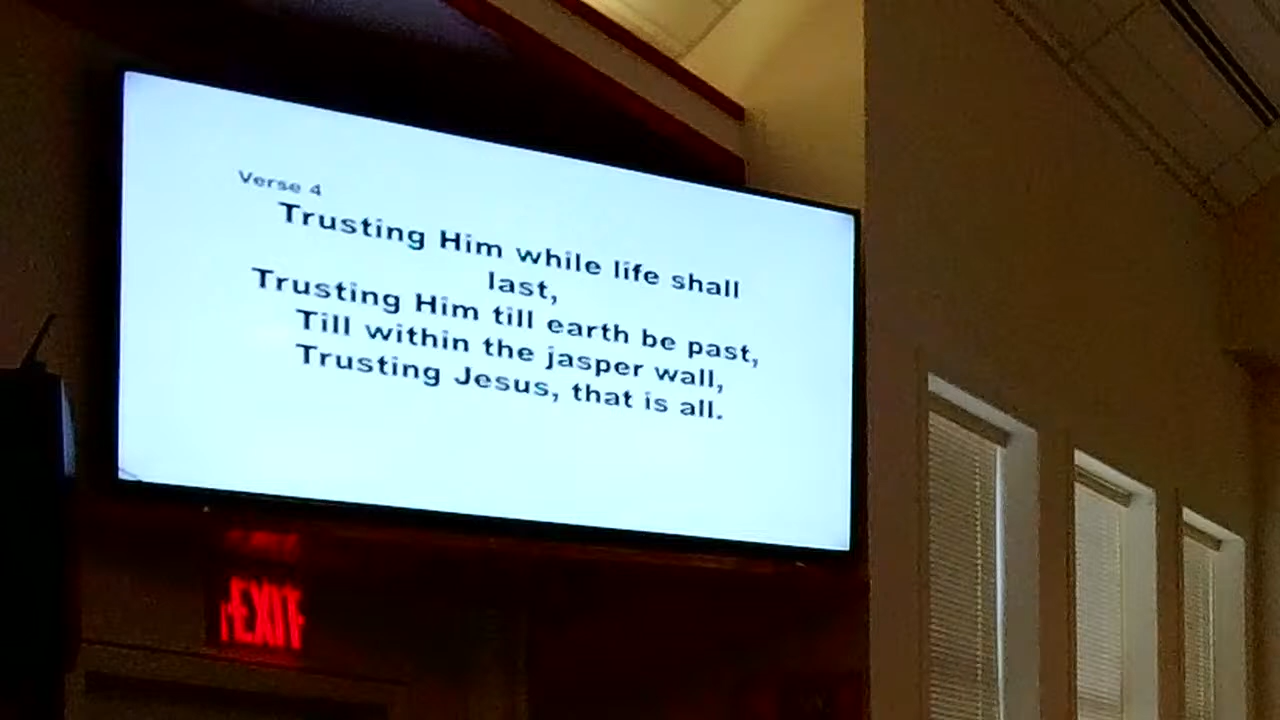 Verse 4
Trusting Him while life shall
last,
Trusting Him till earth be past,
Till within the jasper wall,
Trusting Jesus, that is all.
EXIT